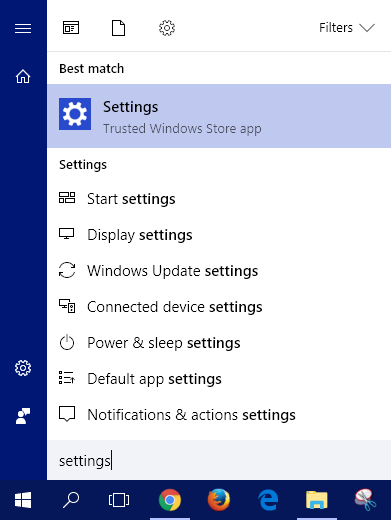 Filters
Best match
Settings
Trusted Windows Store app
Settings
Start settings
Display settings
Windows Update settings
Connected device settings
Power & sleep settings
Default app settings
Notifications & actions settings
settings